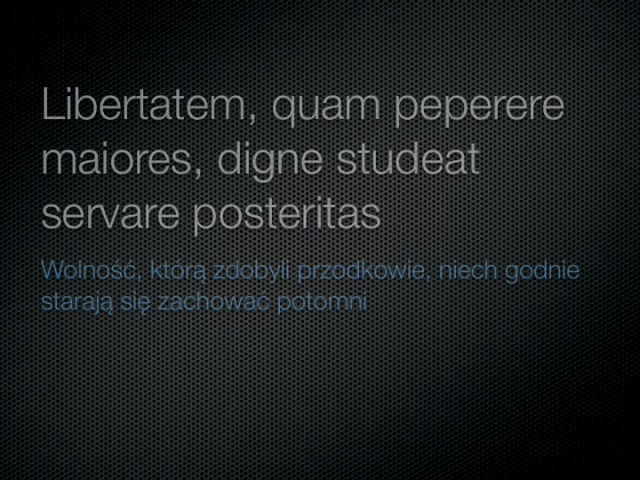 Libertatem, quam peperere
maiores, digne studeat
servare posteritas
Wolność, którą zdobyli przodkowie, niech godnie
starają się zachować potomni